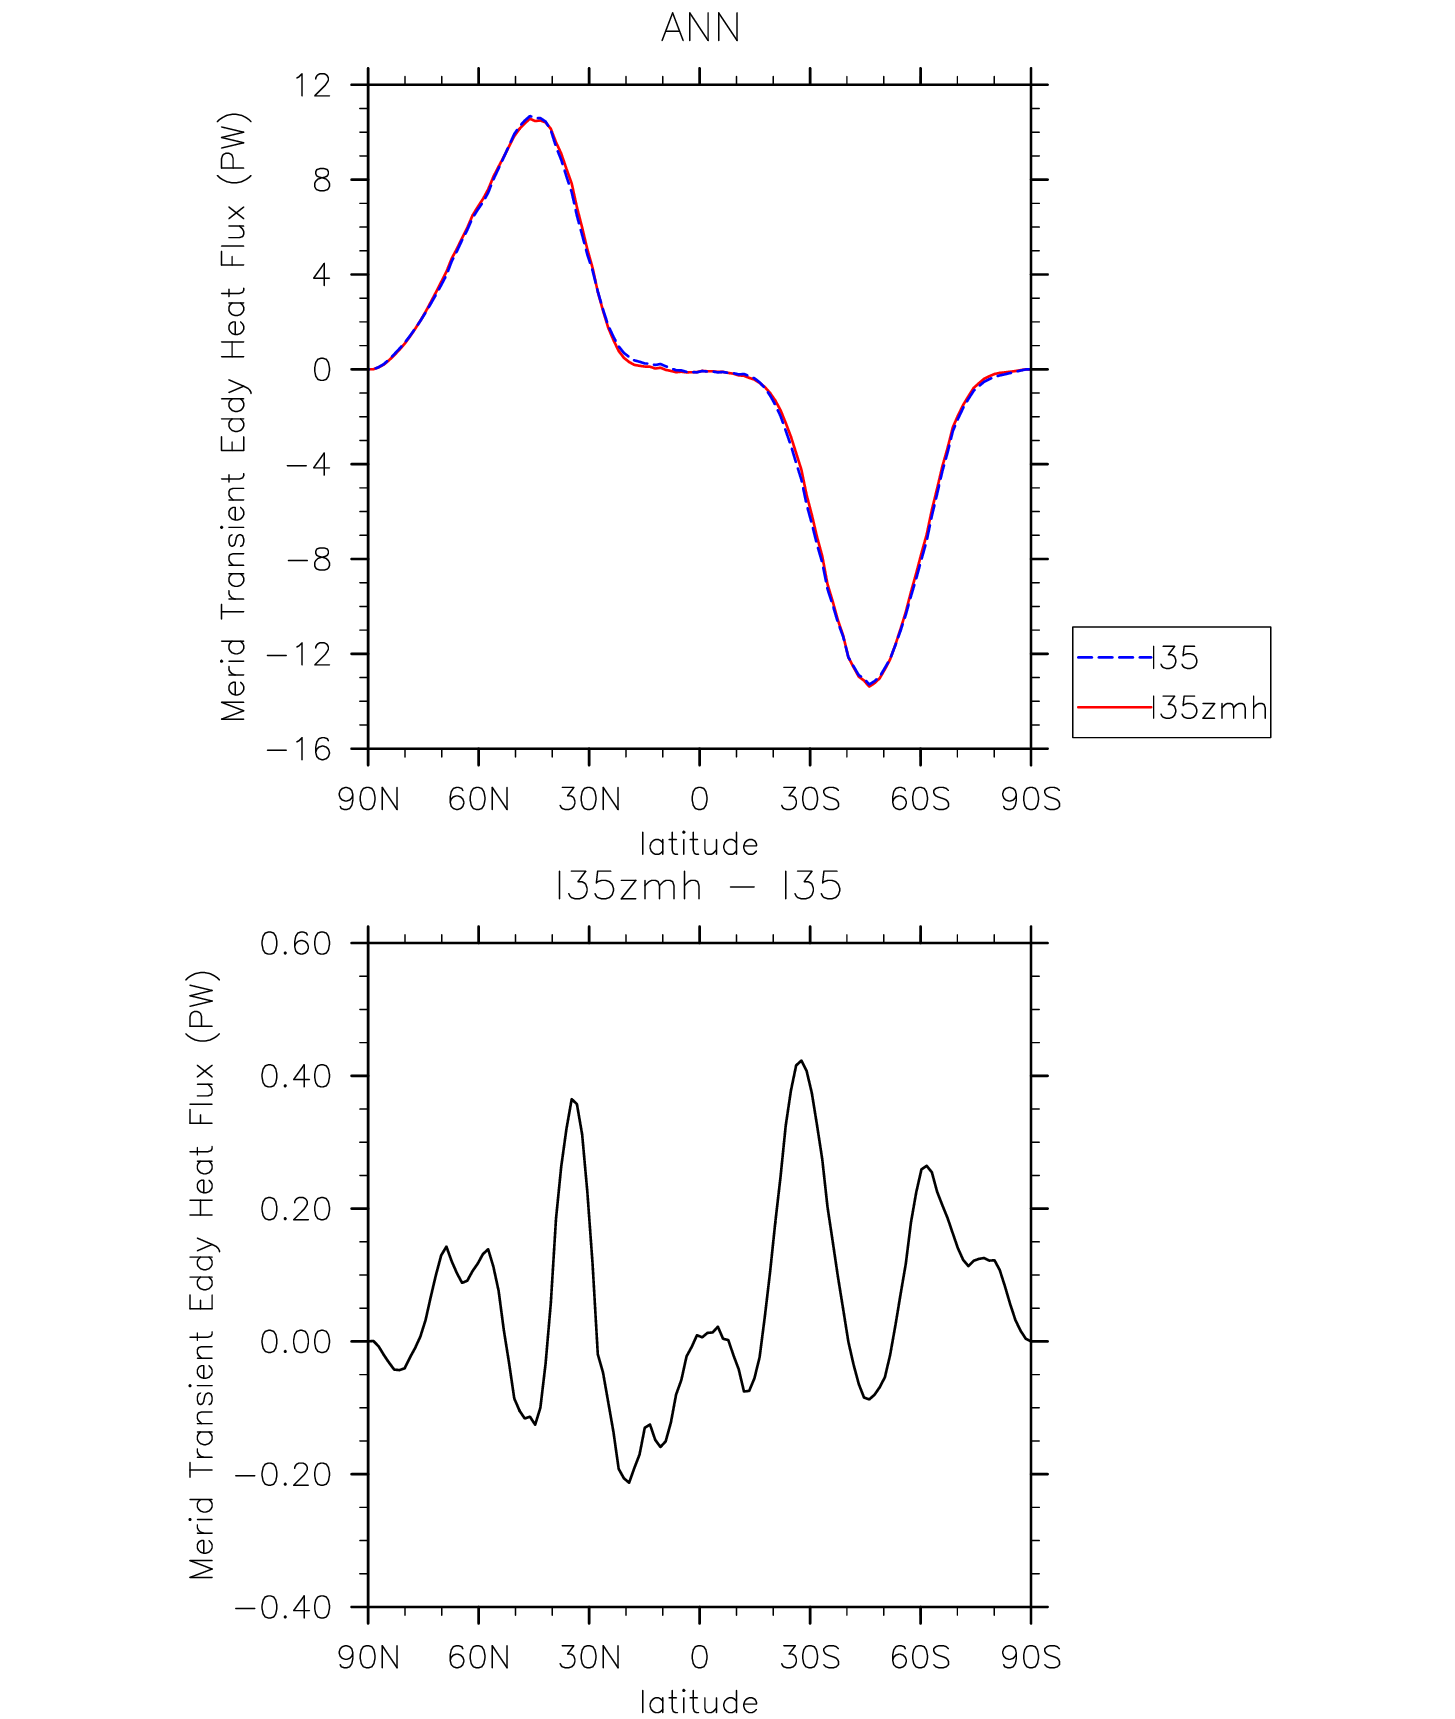 ANN
Merid Transient Eddy Heat Flux (PW)
12
8
4
0
−4
−8
−12
−16
90N 60N 30N 0 30S 60S 90S
latitude
I35
I35zmh
I35zmh − I35
Merid Transient Eddy Heat Flux (PW)
0.60
0.40
0.20
0.00
−0.20
−0.40
90N 60N 30N 0 30S 60S 90S
latitude